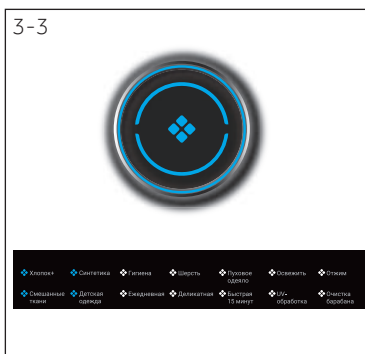 3-3
Хлопок+ Синтетика Гигиена Шерсть Пуховое одеяло Освежить Отжим
Смешанные ткани Детская одежда Ежедневная Деликатная Быстрая 15 минут UV-обработка Очистка барабана